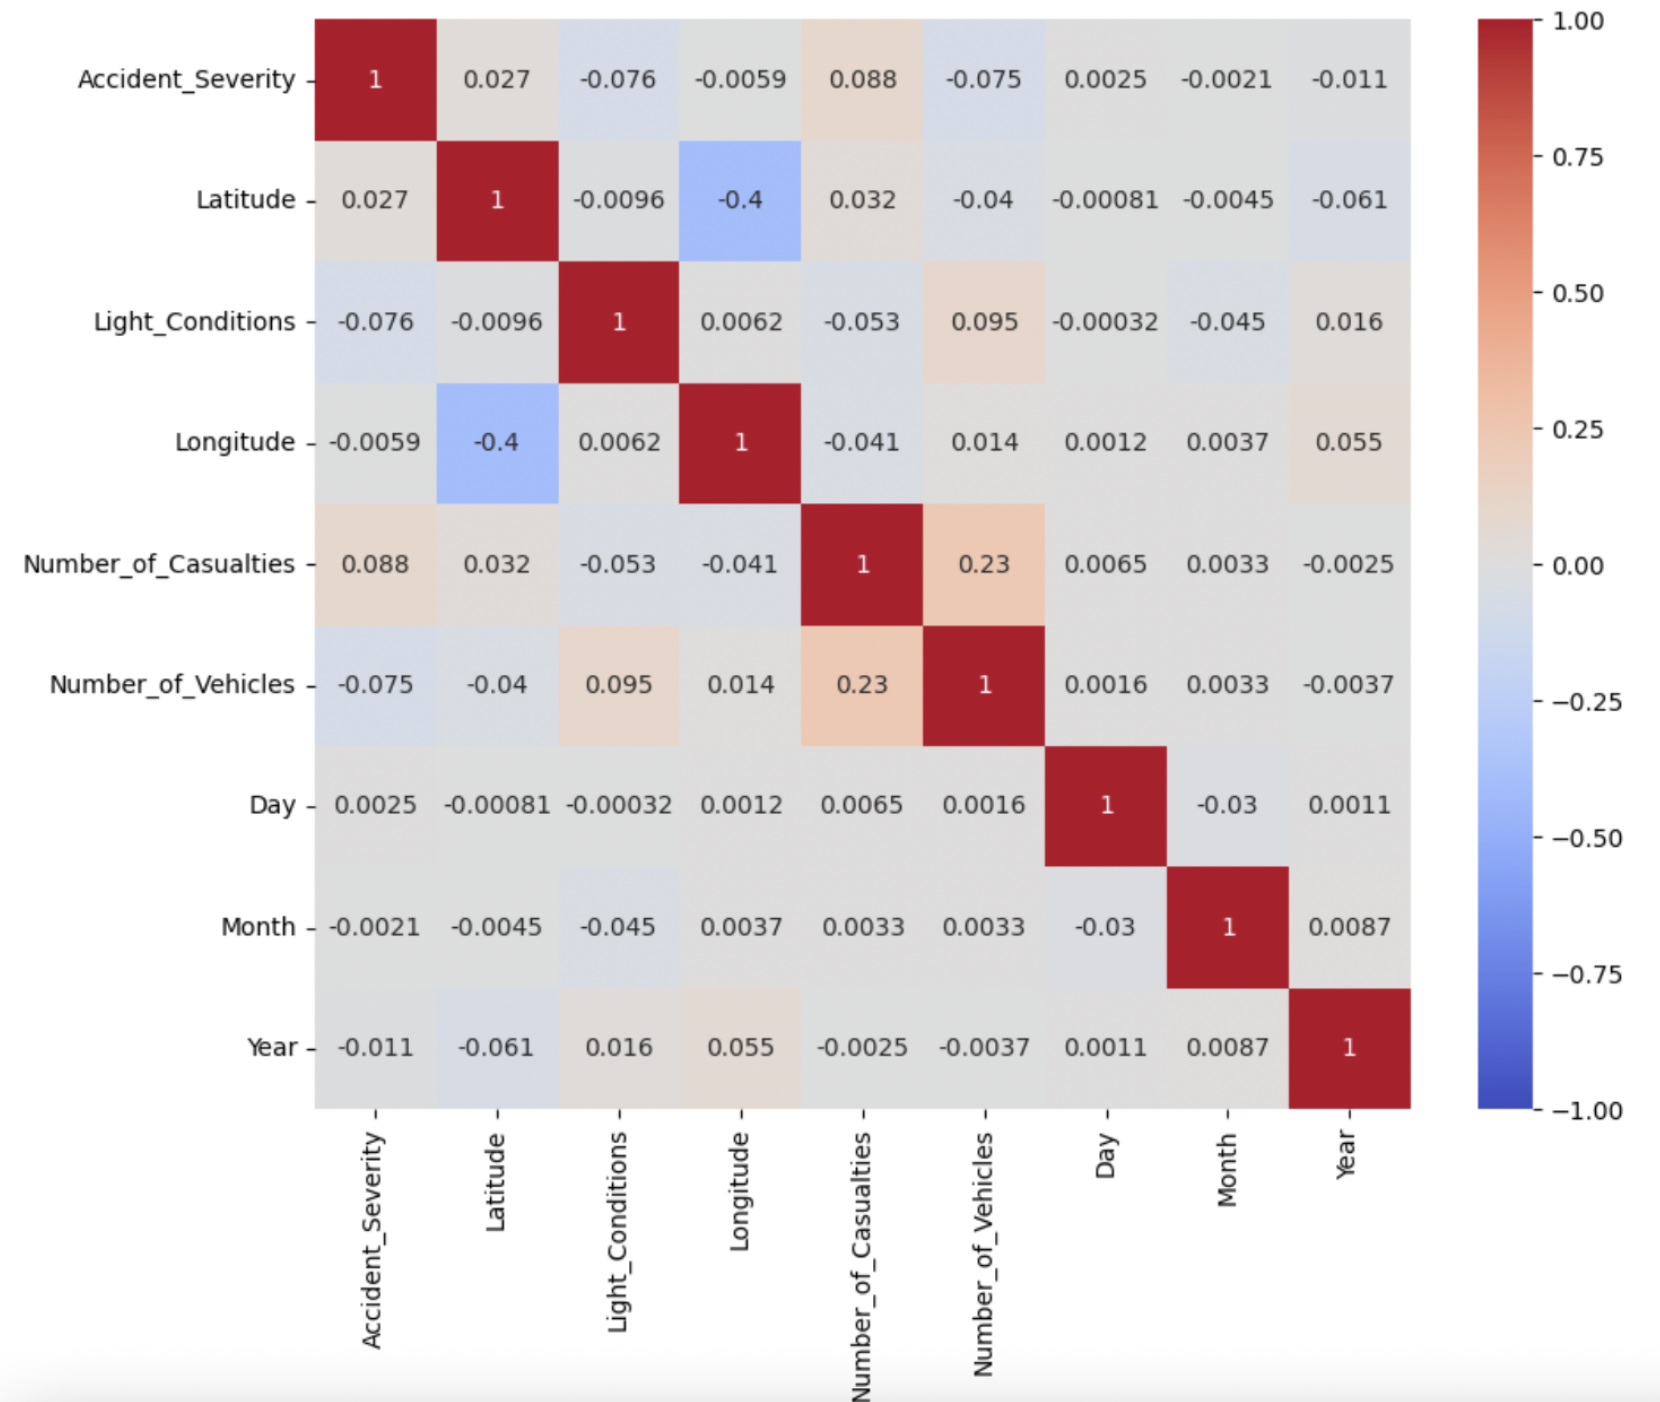 1.00
Accident_Severity 1 0.027 -0.076 -0.0059 0.088 -0.075 0.0025 -0.0021 -0.011
0.75
Latitude 0.027 1 -0.0096 -0.4 0.032 -0.04 -0.00081 -0.0045 -0.061
0.50
Light_Conditions -0.076 -0.0096 1 0.0062 -0.053 0.095 -0.00032 -0.045 0.016
0.25
Longitude -0.0059 -0.4 0.0062 1 -0.041 0.014 0.0012 0.0037 0.055
0.00
Number_of_Casualties 0.088 0.032 -0.053 -0.041 1 0.23 0.0065 0.0033 -0.0025
Number_of_Vehicles -0.075 -0.04 0.095 0.014 0.23 1 0.0016 0.0033 -0.0037
−0.25
Day 0.0025 -0.00081 -0.00032 0.0012 0.0065 0.0016 1 -0.03 0.0011
−0.50
Month -0.0021 -0.0045 -0.045 0.0037 0.0033 0.0033 -0.03 1 0.0087
−0.75
Year -0.011 -0.061 0.016 0.055 -0.0025 -0.0037 0.0011 0.0087 1
−1.00
Accident_Severity
Latitude
Light_Conditions
Longitude
Number_of_Casualties
Number_of_Vehicles
Day
Month
Year